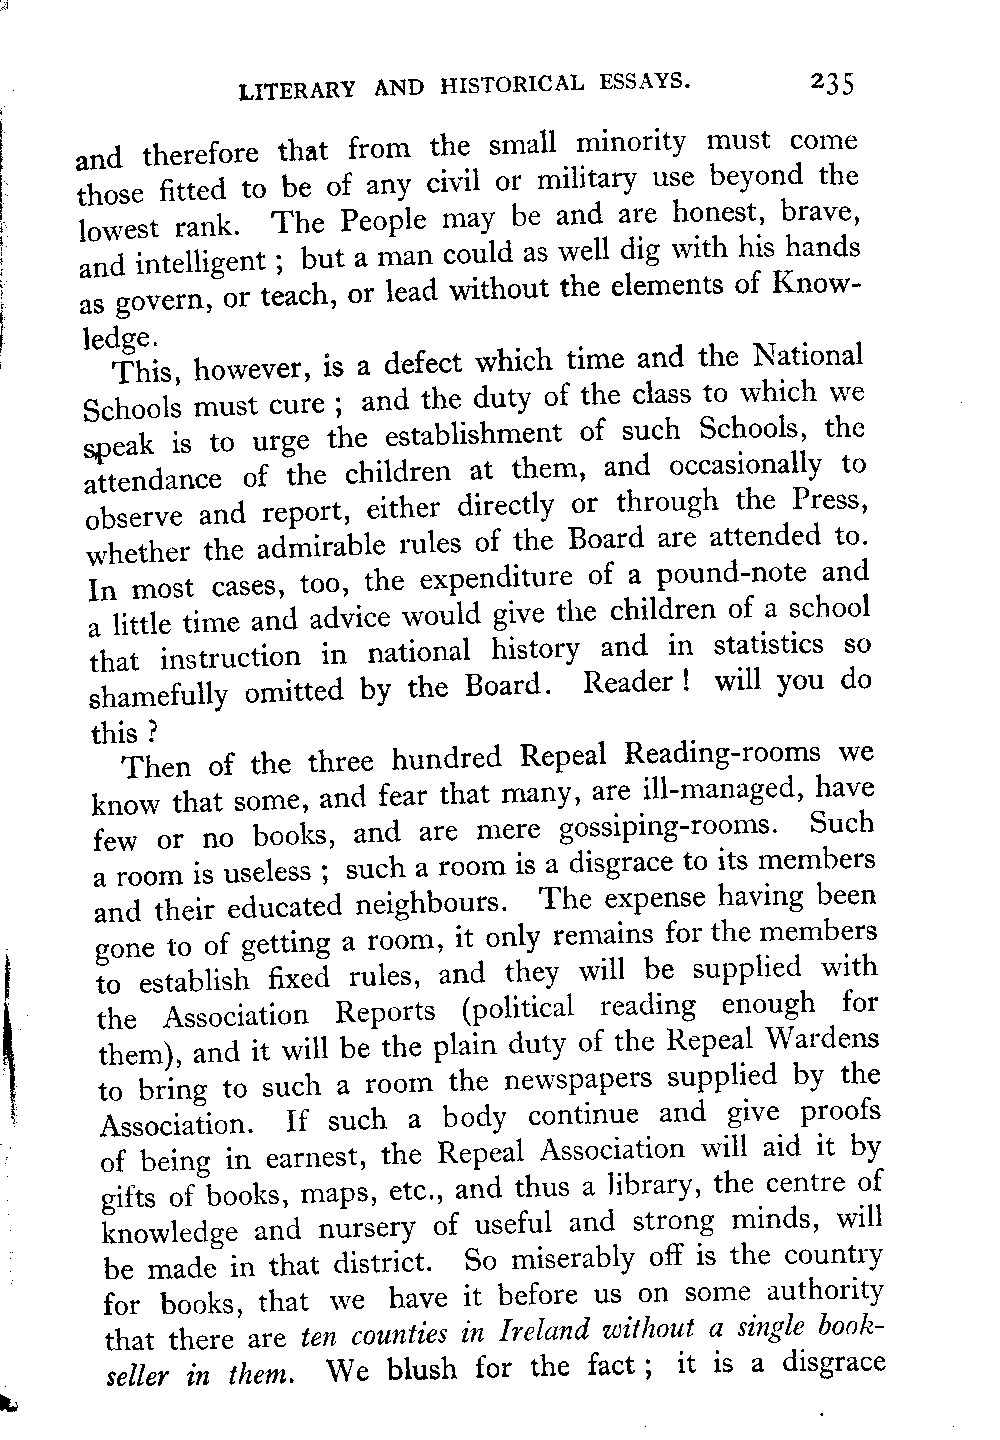 LITERARY AND HISTORICAL ESSAYS. 235
and therefore that from the small minority must come
those fitted to be of any civil or military use beyond the
lowest rank. The People may be and are honest, brave,
and intelligent ; but a man could as well dig with his hands
as govern, or teach, or lead without the elements of Know-
ledge.
This, however, is a defect which time and the National
Schools must cure ; and the duty of the class to which we
speak is to urge the establishment of such Schools, the
attendance of the children at them, and occasionally to
observe and report, either directly or through the Press,
whether the admirable rules of the Board are attended to.
In most cases, too, the expenditure of a pound-note and
a little time and advice would give the children of a school
that instruction in national history and in statistics so
shamefully omitted by the Board. Reader ! will you do
this ?
Then of the three hundred Repeal Reading-rooms we
know that some, and fear that many, are ill-managed, have
few or no books, and are mere gossiping-rooms. Such
a room is useless ; such a room is a disgrace to its members
and their educated neighbours. The expense having been
gone to of getting a room, it only remains for the members
to establish fixed rules, and they will be supplied with
the Association Reports (political reading enough for
them), and it will be the plain duty of the Repeal Wardens
to bring to such a room the newspapers supplied by the
Association. If such a body continue and give proofs
of being in earnest, the Repeal Association will aid it by
gifts of books, maps, etc., and thus a library, the centre of
knowledge and nursery of useful and strong minds, will
be made in that district. So miserably off is the country
for books, that we have it before us on some authority
that there are ten counties in Ireland without a single book-
seller in them. We blush for the fact ; it is a disgrace